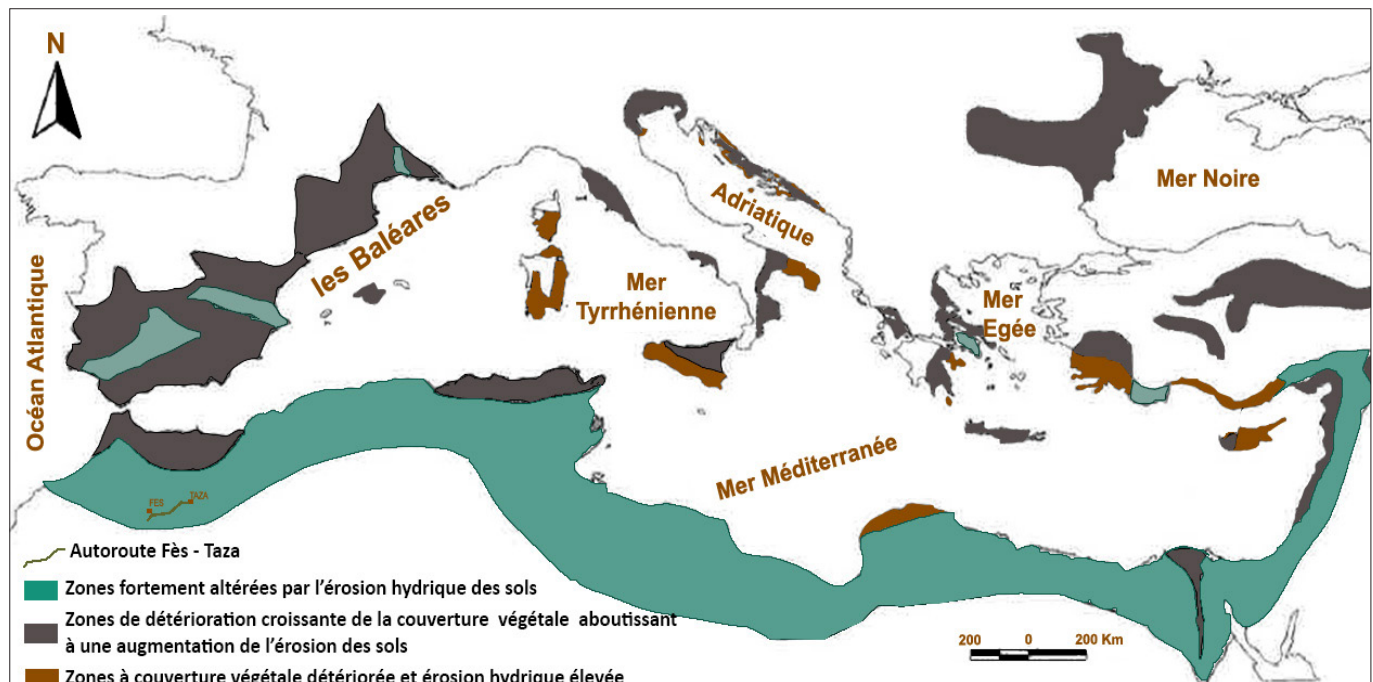 N
Mer Noire
Adriatique
les Baléares
Océan Atlantique
Mer
Tyrrhénienne
Mer
Egée
Mer Méditerranée
FES
TAZA
Autoroute Fès - Taza
Zones fortement altérées par l'érosion hydrique des sols
Zones de détérioration croissante de la couverture végétale aboutissant
à une augmentation de l'érosion des sols
Zones à couverture végétale détériorée et érosion hydrique élevée
200 0 200 Km